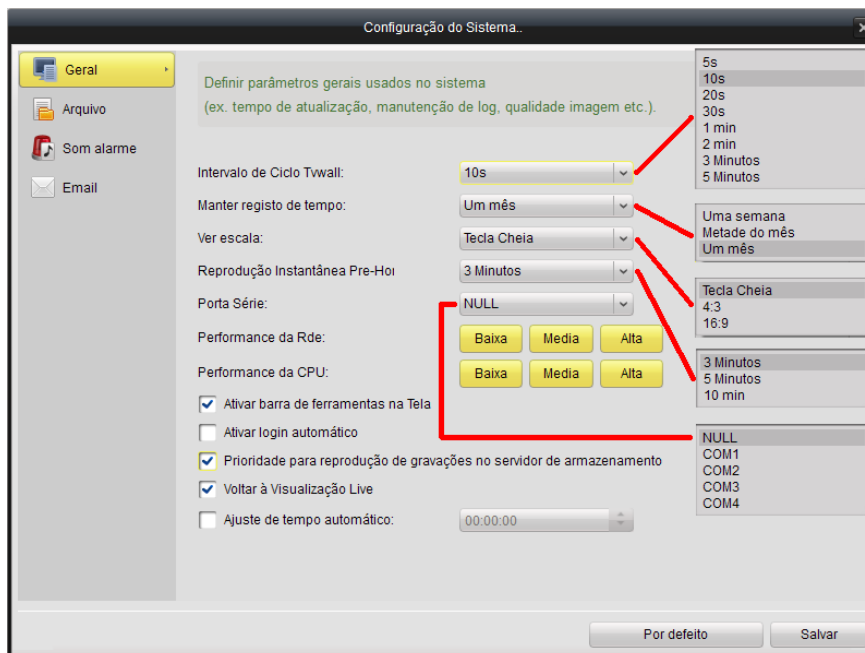 Configuração do Sistema..
Geral
Arquivo
Som alarme
Email
Definir parâmetros gerais usados no sistema
(ex. tempo de atualização, manutenção de log, qualidade imagem etc.).
Intervalo de Ciclo Tvwall:
10s
Manter registo de tempo:
Um mês
Ver escala:
Tecla Cheia
Reprodução Instantânea Pre-Hor
3 Minutos
Porta Série:
NULL
Performance da Rde:
Baixa
Media
Alta
Performance da CPU:
Baixa
Media
Alta
Ativar barra de ferramentas na Tela
Ativar login automático
Prioridade para reprodução de gravações no servidor de armazenamento
Voltar à Visualização Live
Ajuste de tempo automático:
00:00:00
5s
10s
20s
30s
1 min
2 min
3 Minutos
5 Minutos
Uma semana
Metade do mês
Um mês
Tecla Cheia
4:3
16:9
3 Minutos
5 Minutos
10 min
NULL
COM1
COM2
COM3
COM4
Por defeito
Salvar